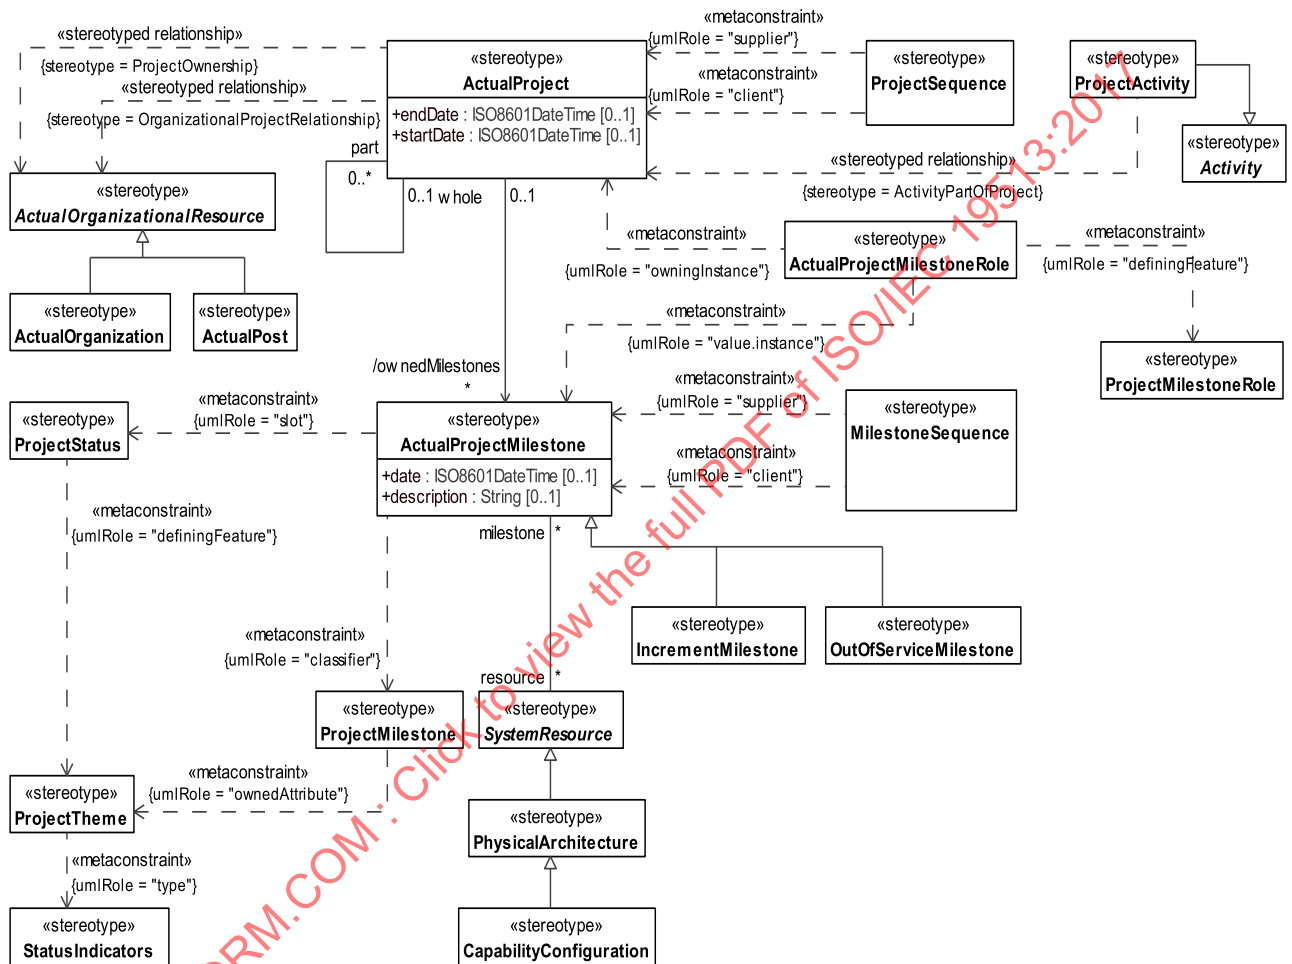 «stereotyped relationship»
{stereotype = ProjectOwnership}
«stereotyped relationship»
{stereotype = OrganizationalProjectRelationship}
«stereotype»
ActualProject
+endDate : ISO8601DateTime [0..1]
+startDate : ISO8601DateTime [0..1]
«metaconstraint»
{umlRole = "supplier"}
«metaconstraint»
{umlRole = "client"}
«stereotype»
ProjectSequence
«stereotype»
ProjectActivity
«stereotype»
Activity
«stereotyped relationship»
{stereotype = ActivityPartOfProject}
part
0..*
0..1 w hole
0..1
«stereotype»
ActualOrganizationalResource
«stereotype»
ActualOrganization
«stereotype»
ActualPost
«metaconstraint»
{umlRole = "owningInstance"}
«stereotype»
ActualProjectMilestoneRole
«metaconstraint»
{umlRole = "definingFeature"}
«metaconstraint»
{umlRole = "value.instance"}
«stereotype»
ProjectMilestoneRole
/ow nedMilestones
*
«stereotype»
ProjectStatus
«metaconstraint»
{umlRole = "slot"}
«stereotype»
ActualProjectMilestone
+date : ISO8601DateTime [0..1]
+description : String [0..1]
«metaconstraint»
{umlRole = "supplier"}
«metaconstraint»
{umlRole = "client"}
«stereotype»
MilestoneSequence
«metaconstraint»
{umlRole = "definingFeature"}
milestone *
«stereotype»
IncrementMilestone
«stereotype»
OutOfServiceMilestone
«metaconstraint»
{umlRole = "classifier"}
resource *
«stereotype»
ProjectMilestone
«stereotype»
SystemResource
«metaconstraint»
{umlRole = "ownedAttribute"}
«stereotype»
ProjectTheme
«stereotype»
PhysicalArchitecture
«metaconstraint»
{umlRole = "type"}
«stereotype»
StatusIndicators
«stereotype»
CapabilityConfiguration
RM.COM : Click to view the full PDF of ISO/IEC 19513:2017